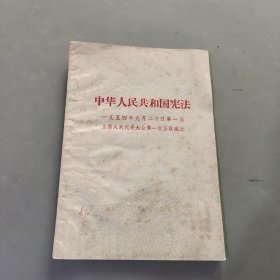 中华人民共和国宪法
一九五四年九月二十日第一届
全国人民代表大会第一次会议通过